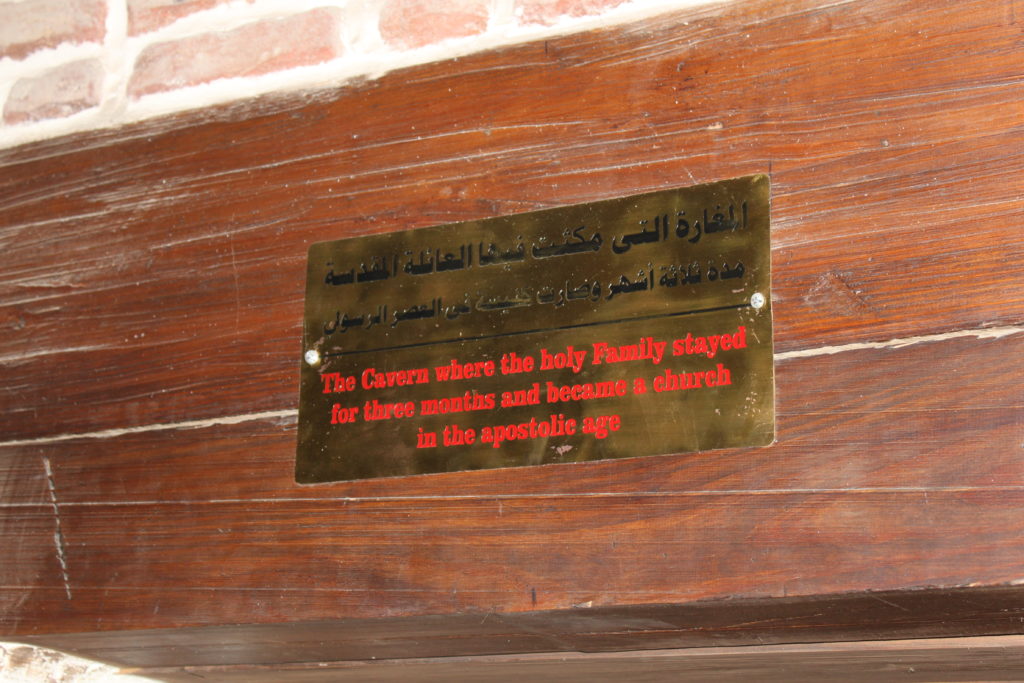 المغارة التى مكثت فيها العائلة المقدسة
مدة ثلاثة أشهر وصارت كنيسة فى العصر الرسولى
The Cavern where the holy Family stayed
for three months and became a church
in the apostolic age